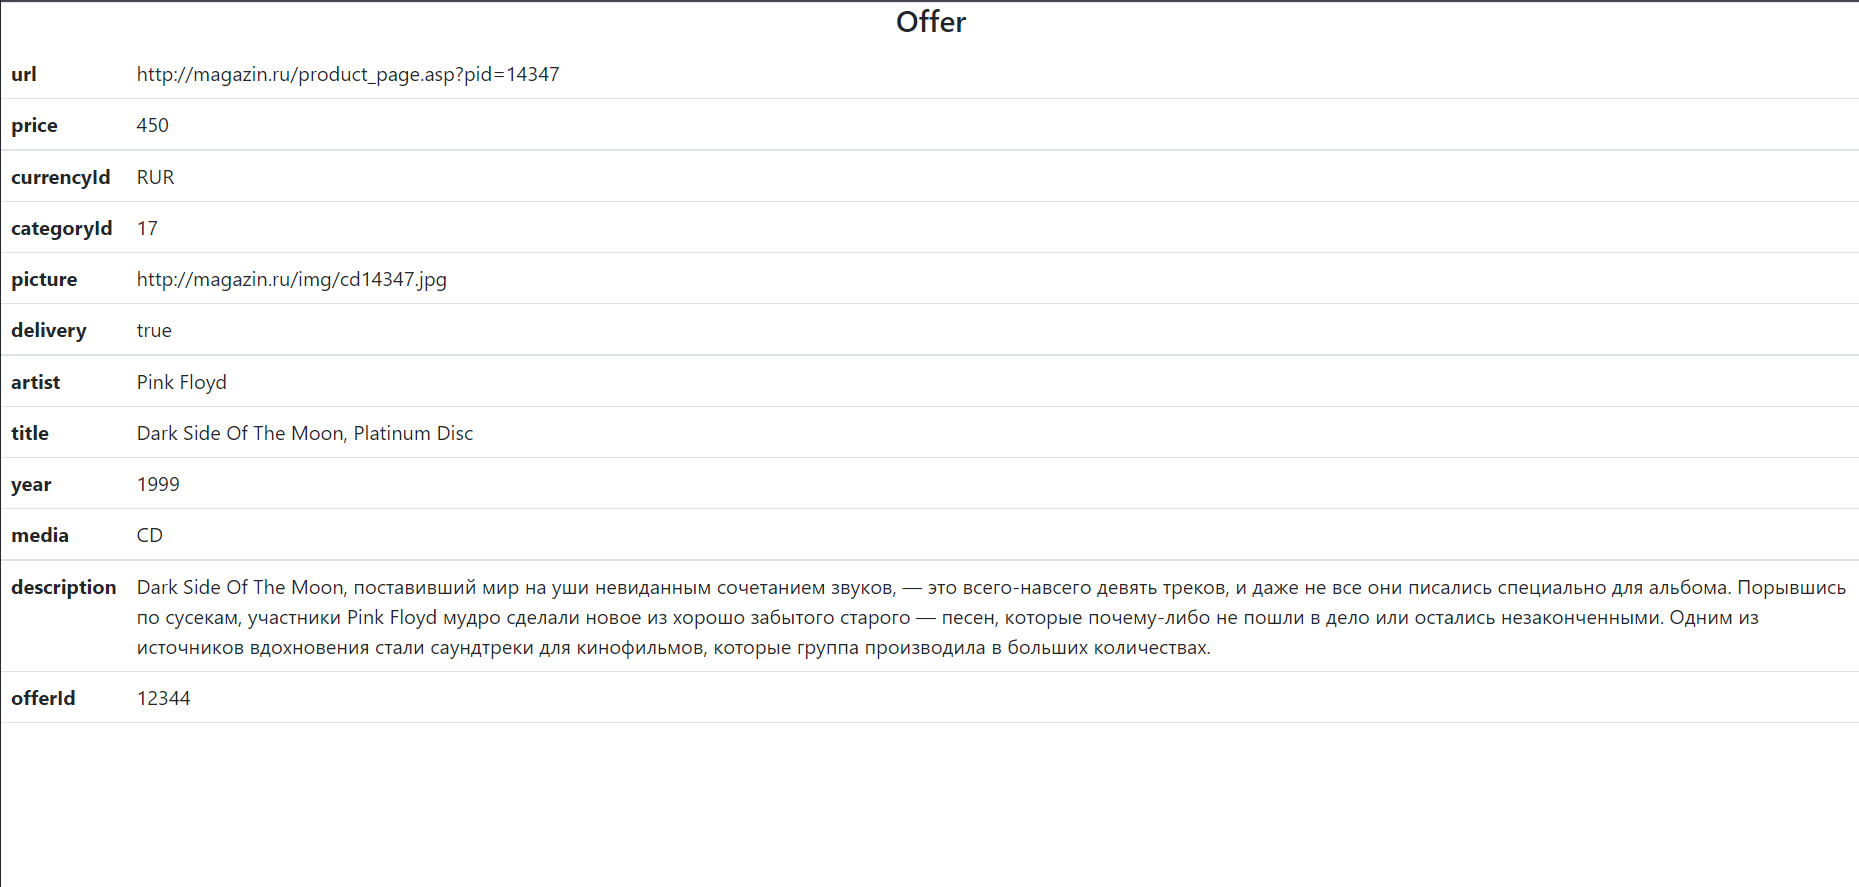 Offer
url http://magazin.ru/product_page.asp?pid=14347
price 450
currencyId RUR
categoryId 17
picture http://magazin.ru/img/cd14347.jpg
delivery true
artist Pink Floyd
title Dark Side Of The Moon, Platinum Disc
year 1999
media CD
description Dark Side Of The Moon, поставивший мир на уши невиданным сочетанием звуков, — это всего-навсего девять треков, и даже не все они писались специально для альбома. Порывшись
по сусекам, участники Pink Floyd мудро сделали новое из хорошо забытого старого — песен, которые почему-либо не пошли в дело или остались незаконченными. Одним из
источников вдохновения стали саундтреки для кинофильмов, которые группа производила в больших количествах.
offerId 12344